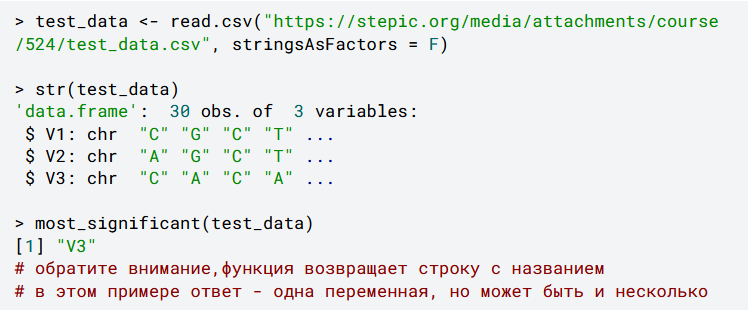 > test_data <- read.csv("https://stepic.org/media/attachments/course
/524/test_data.csv", stringsAsFactors = F)
> str(test_data)
'data.frame':  30 obs. of  3 variables:
 $ V1: chr  "C" "G" "C" "T" ...
 $ V2: chr  "A" "G" "C" "T" ...
 $ V3: chr  "C" "A" "C" "A" ...
> most_significant(test_data)
[1] "V3"
# обратите внимание,функция возвращает строку с названием
# в этом примере ответ - одна переменная, но может быть и несколько